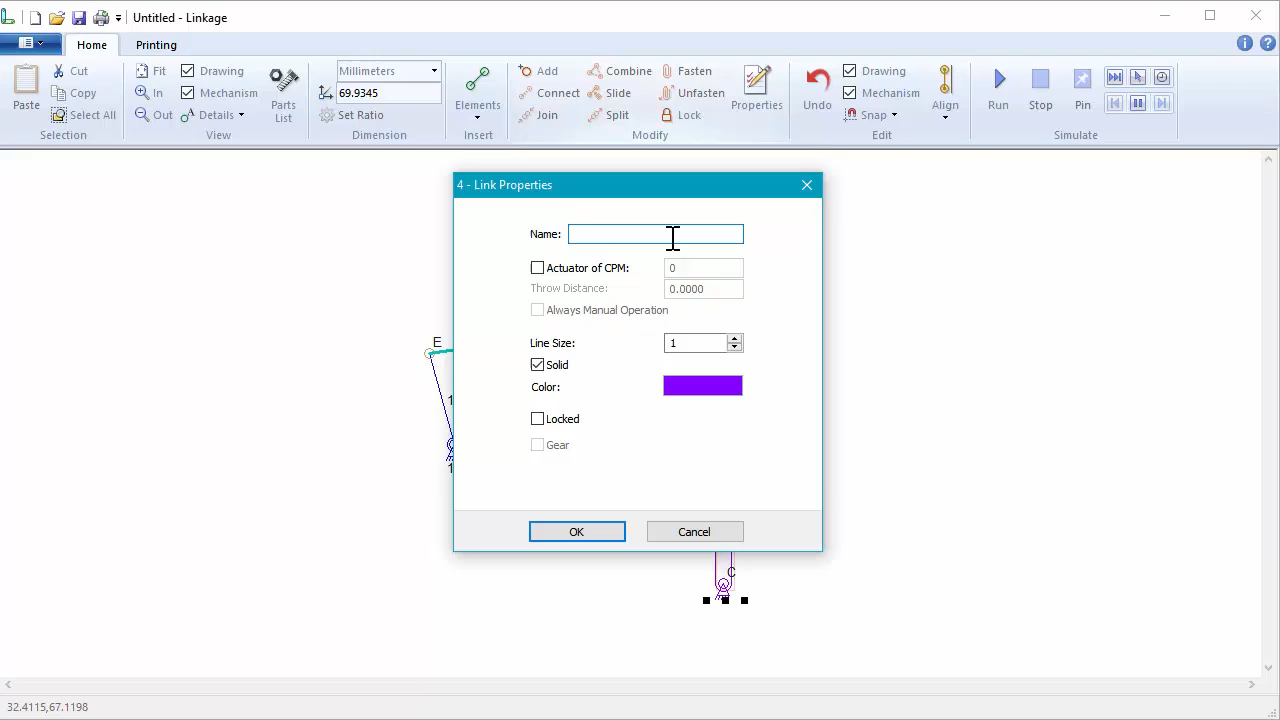 Untitled - Linkage
Home Printing
Paste
Cut
Copy
Select All
Selection
Fit
In
Out
Drawing
Mechanism
Details
Parts List
View
Millimeters
69.9345
Set Ratio
Dimension
Elements
Insert
Add
Connect
Join
Combine
Slide
Split
Fasten
Unfasten
Lock
Properties
Modify
Undo
Drawing
Mechanism
Snap
Align
Edit
Run
Stop
Pin
Simulate
4 - Link Properties
Name:
Actuator of CPM: 0
Throw Distance: 0.0000
Always Manual Operation
Line Size: 1
Solid
Color:
Locked
Gear
OK Cancel
E
1
1
C
32.4115,67.1198